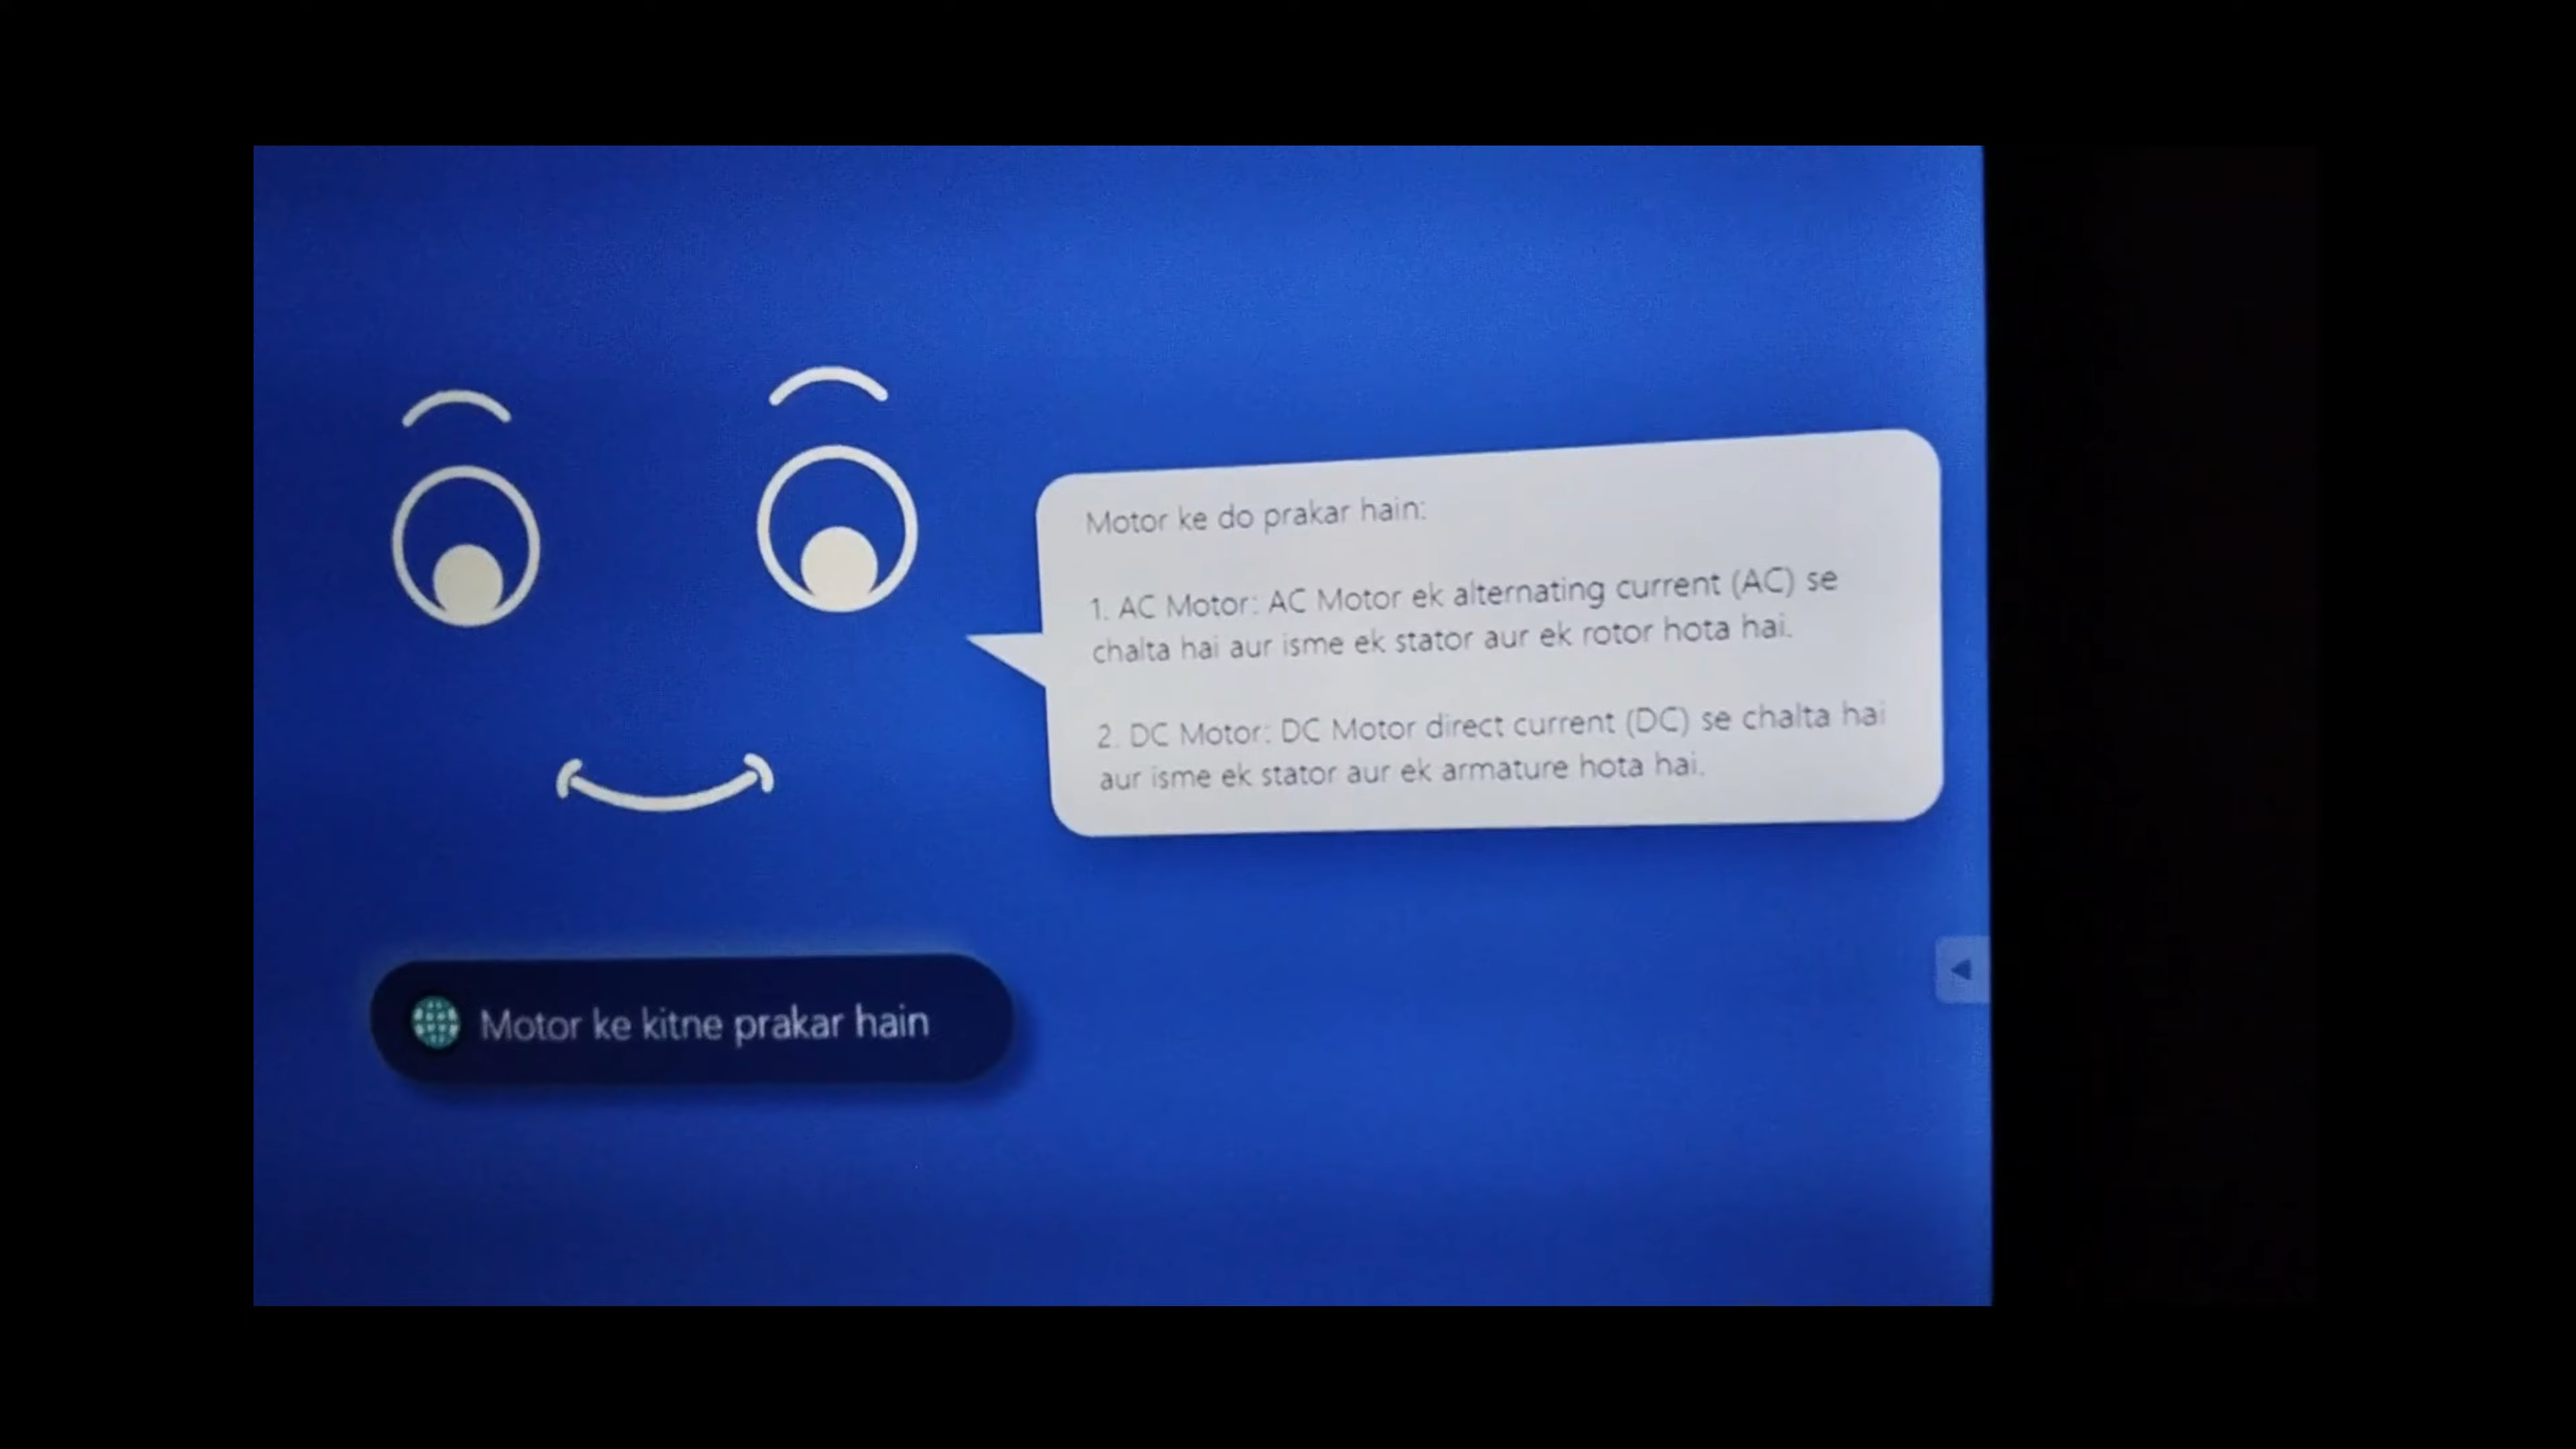 Motor ke do prakar hain:
1. AC Motor: AC Motor ek alternating current (AC) se
chalta hai aur isme ek stator aur ek rotor hota hai.
2. DC Motor: DC Motor direct current (DC) se chalta hai
aur isme ek stator aur ek armature hota hai.
Motor ke kitne prakar hain